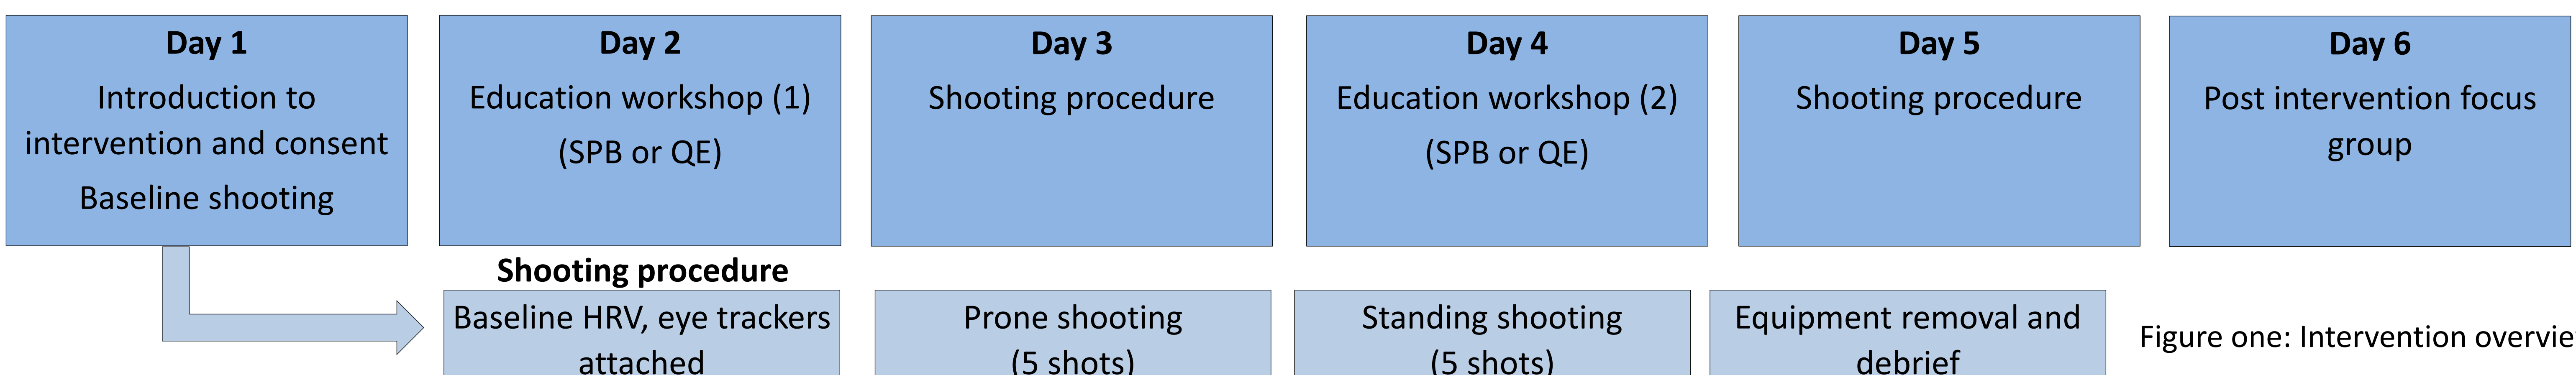 Day 1
Introduction to
intervention and consent
Baseline shooting
Day 2
Education workshop (1)
(SPB or QE)
Day 3
Shooting procedure
Day 4
Education workshop (2)
(SPB or QE)
Day 5
Shooting procedure
Day 6
Post intervention focus
group
Shooting procedure
Baseline HRV, eye trackers
attached
Prone shooting
(5 shots)
Standing shooting
(5 shots)
Equipment removal and
debrief
Figure one: Intervention overvie